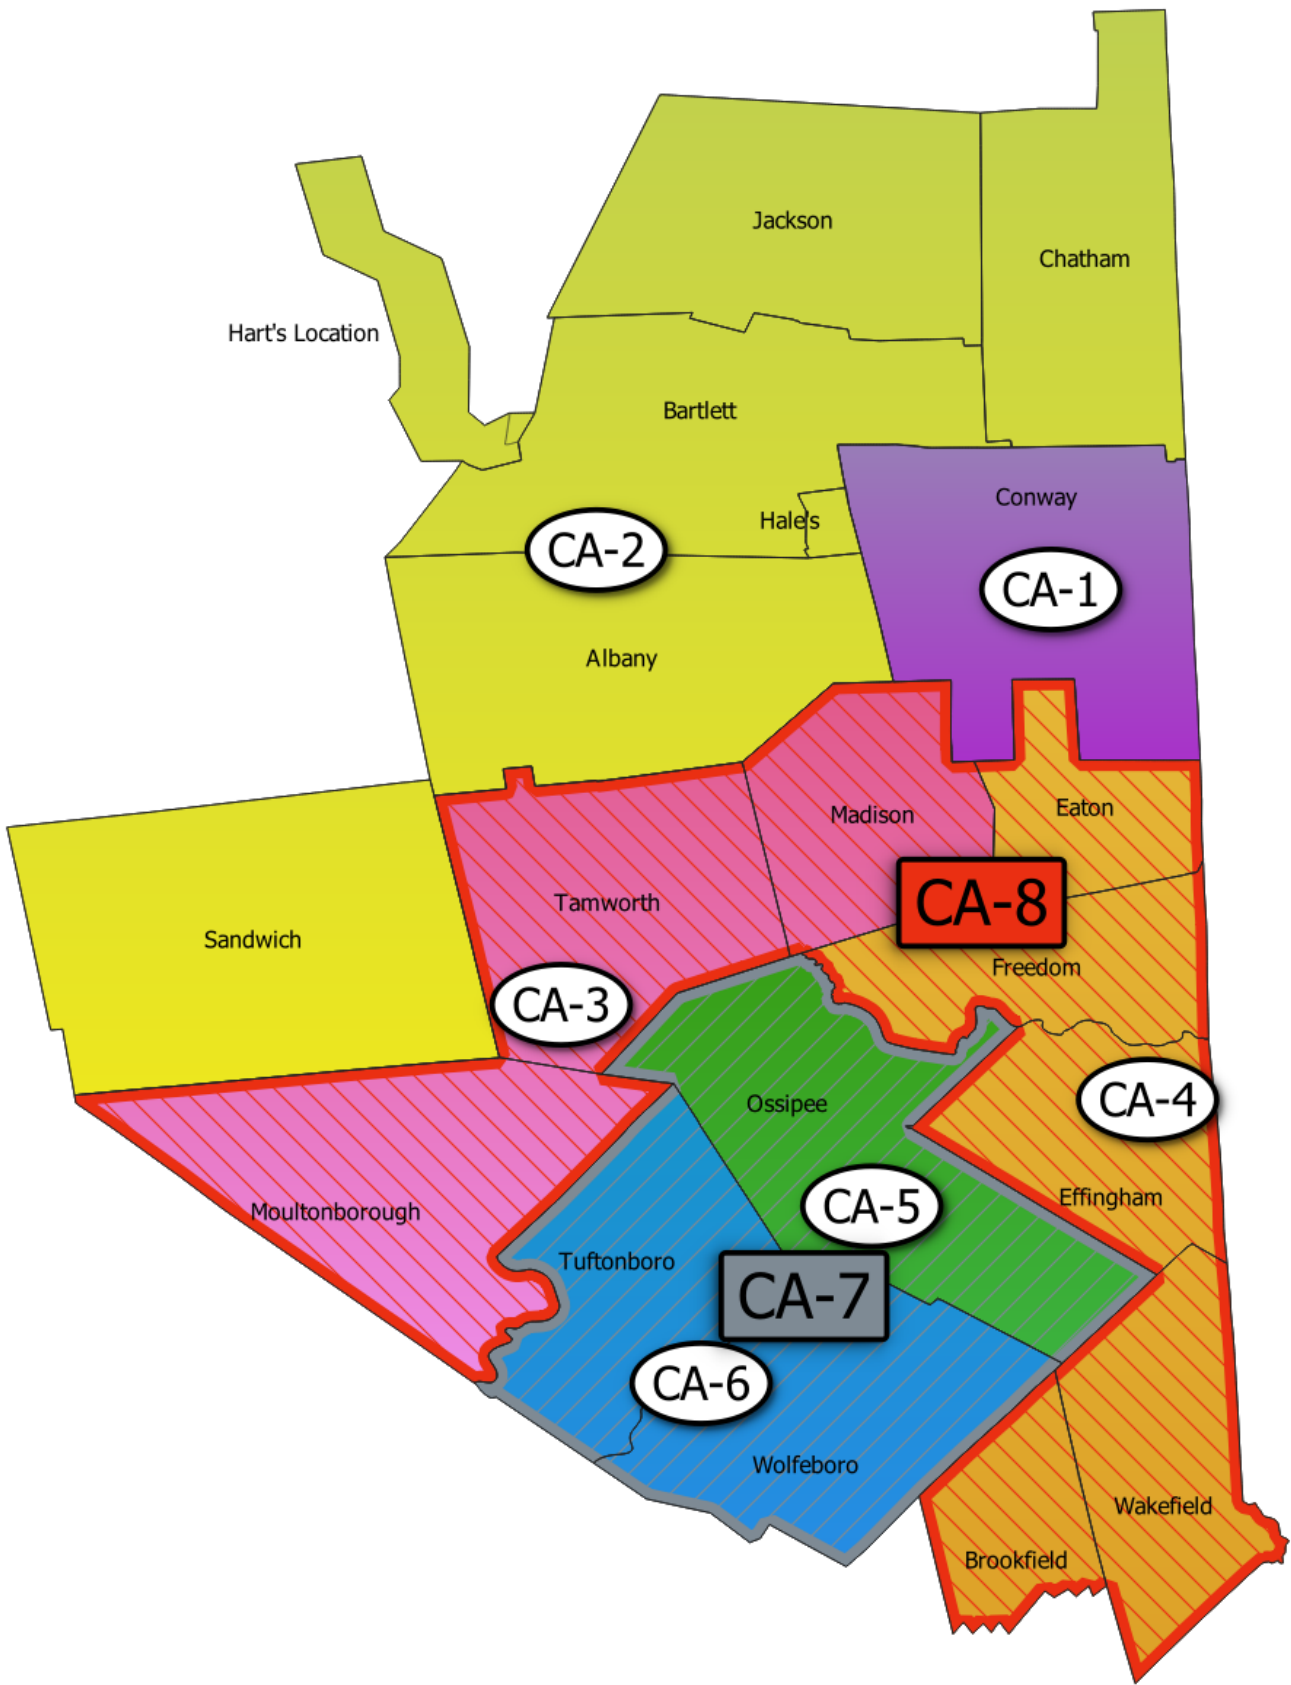 Jackson
Chatham
Hart's Location
Bartlett
Conway
Hale's
CA-2
CA-1
Albany
Madison
Eaton
Tamworth
CA-8
Sandwich
Freedom
CA-3
Ossipee
CA-4
Effingham
CA-5
Moultonborough
Tuftonboro
CA-7
CA-6
Wolfeboro
Wakefield
Brookfield